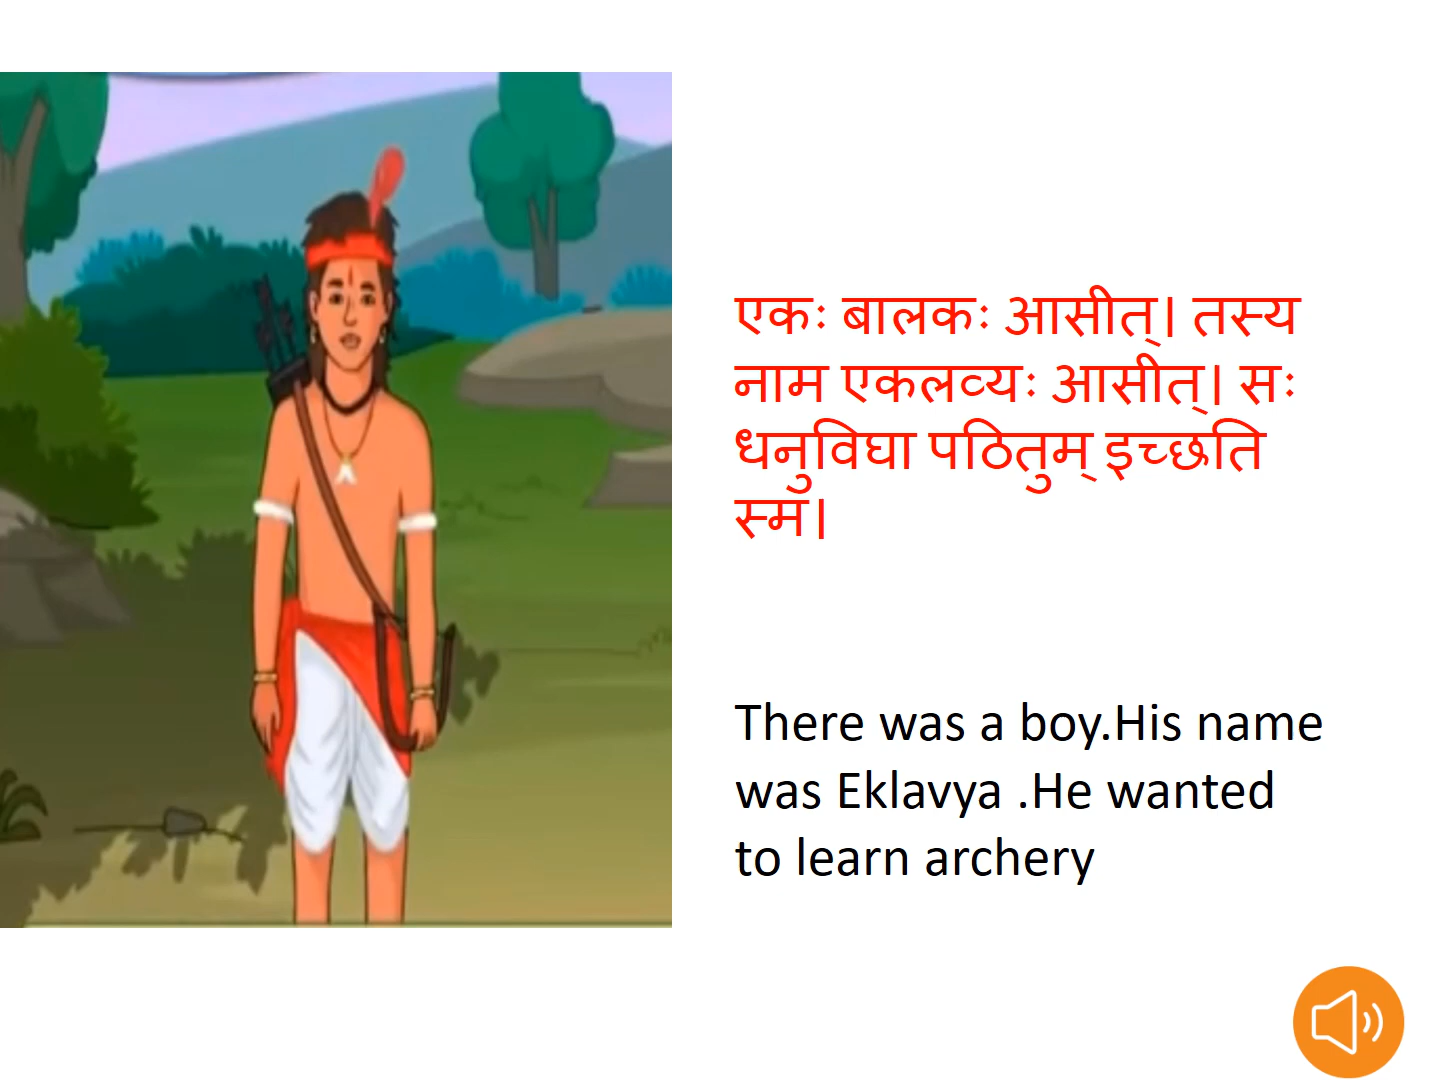 एकः बालकः आसीत्। तस्य
नाम एकलव्यः आसीत्। सः
धनुविघा पठितुम् इच्छति
स्म।
There was a boy.His name
was Eklavya .He wanted
to learn archery